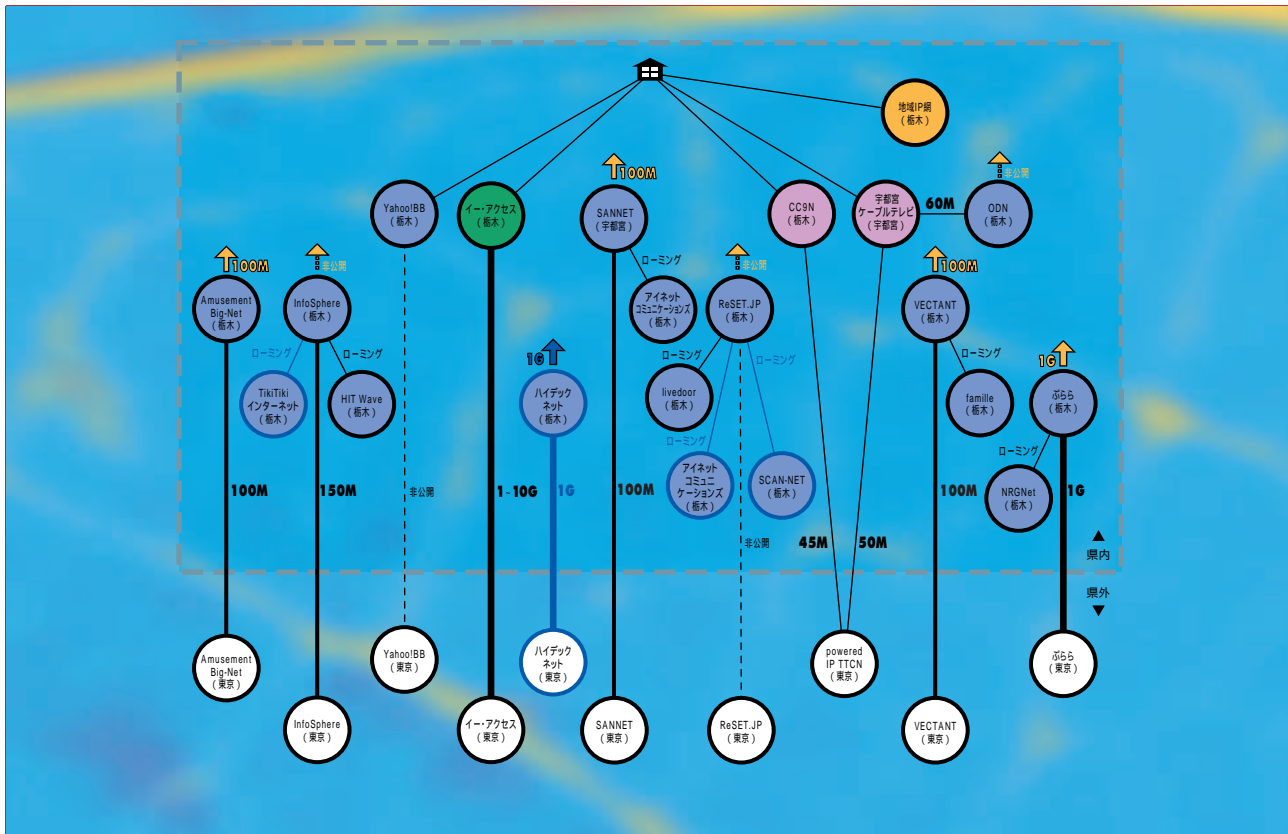 地域IP網
(栃木)
100M
非公開
Yahoo!BB
(栃木)
イー・アクセス
(栃木)
SANNET
(宇都宮)
CC9N
(栃木)
宇都宮
ケーブルテレビ
(宇都宮)
60M
ODN
(栃木)
100M
非公開
ローミング
非公開
100M
Amusement
Big-Net
(栃木)
InfoSphere
(栃木)
アイネット
コミュニケーションズ
(栃木)
ReSET.JP
(栃木)
VECTANT
(栃木)
ローミング
ローミング
1G
ローミング
ローミング
ローミング
1G
TikiTiki
インターネット
(栃木)
HIT Wave
(栃木)
ハイデック
ネット
(栃木)
livedoor
(栃木)
famille
(栃木)
ぷらら
(栃木)
ローミング
ローミング
アイネット
コミュニ
ケーションズ
(栃木)
SCAN-NET
(栃木)
NRGNet
(栃木)
100M
150M
非公開
1-10G
1G
100M
非公開
45M
50M
100M
1G
▲
県内
県外
▼
Amusement
Big-Net
(東京)
InfoSphere
(東京)
Yahoo!BB
(東京)
イー・アクセス
(東京)
ハイデック
ネット
(東京)
SANNET
(東京)
ReSET.JP
(東京)
powered
IP TTCN
(東京)
VECTANT
(東京)
ぷらら
(東京)